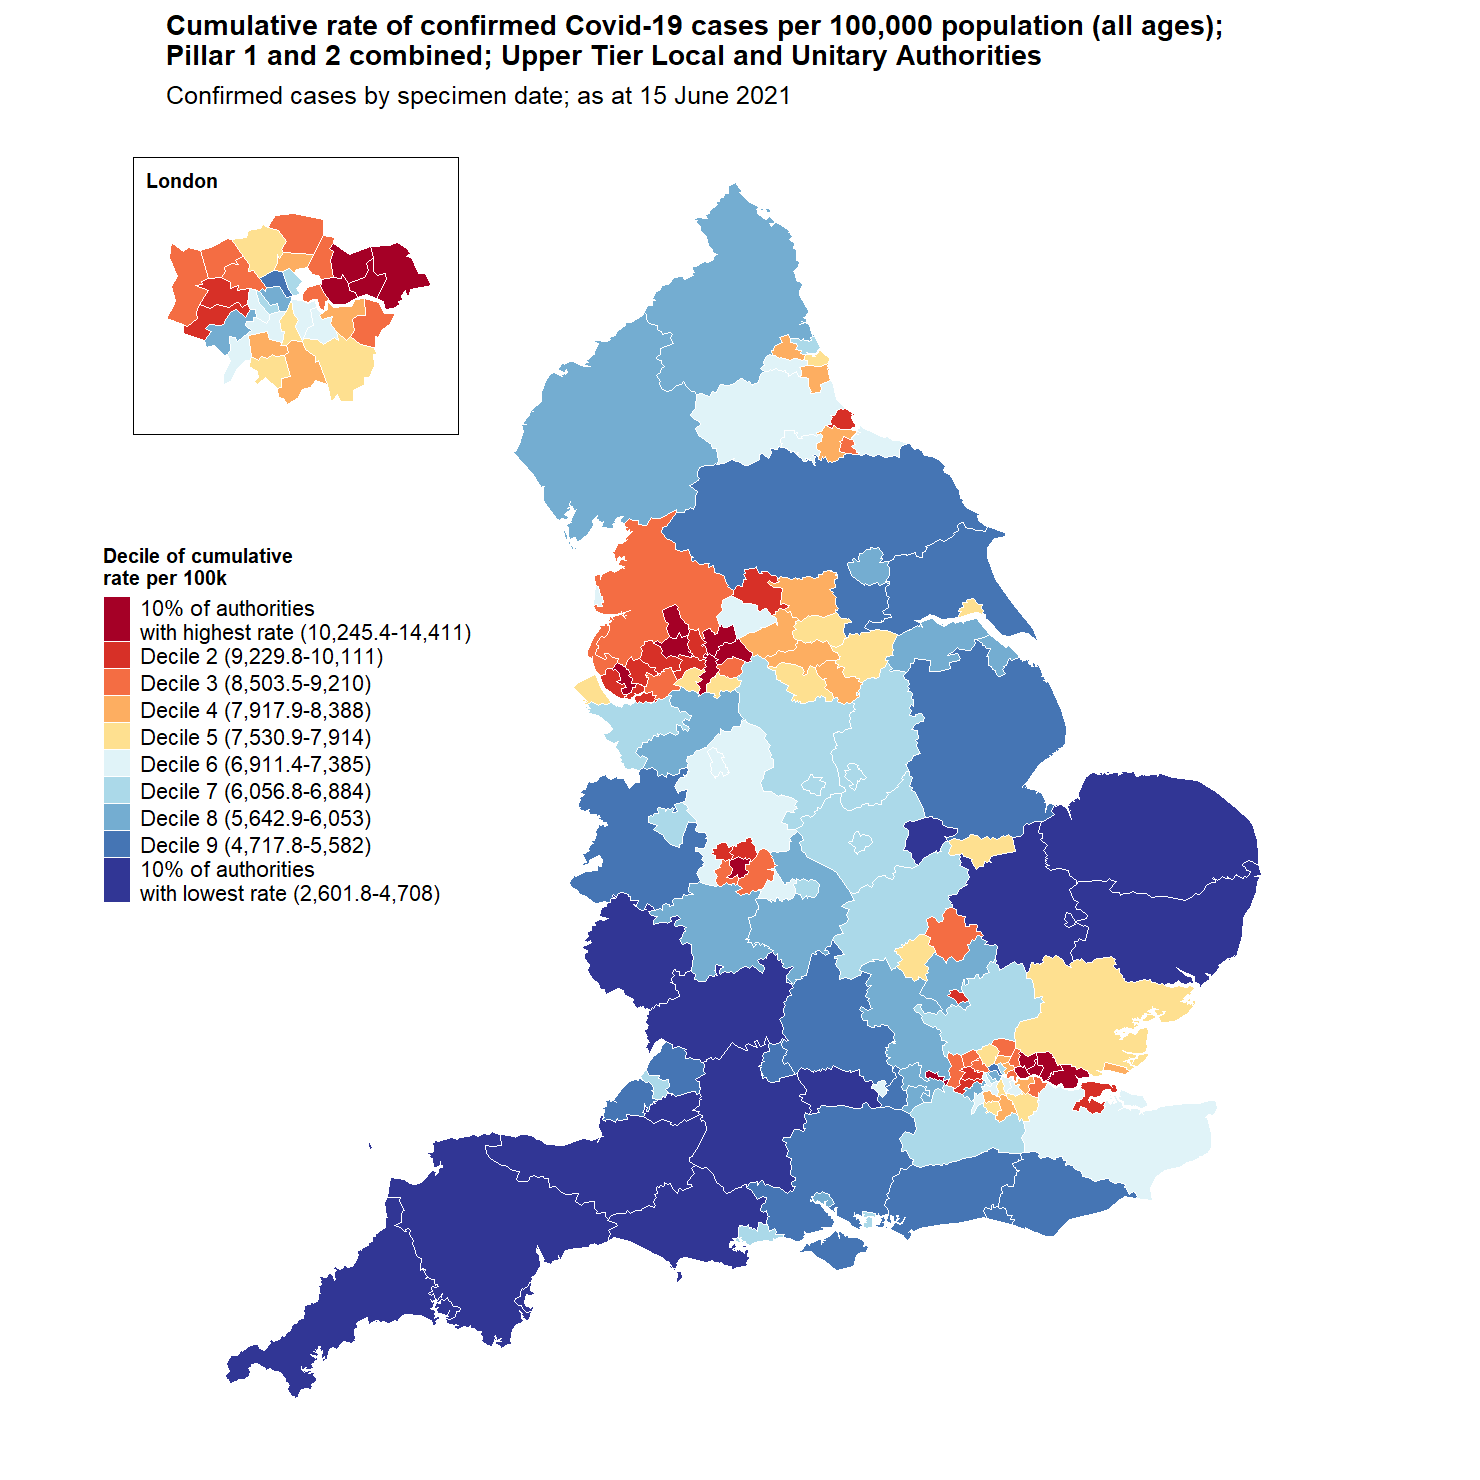 Cumulative rate of confirmed Covid-19 cases per 100,000 population (all ages);
Pillar 1 and 2 combined; Upper Tier Local and Unitary Authorities
Confirmed cases by specimen date; as at 15 June 2021
London
Decile of cumulative
rate per 100k
10% of authorities
with highest rate (10,245.4-14,411)
Decile 2 (9,229.8-10,111)
Decile 3 (8,503.5-9,210)
Decile 4 (7,917.9-8,388)
Decile 5 (7,530.9-7,914)
Decile 6 (6,911.4-7,385)
Decile 7 (6,056.8-6,884)
Decile 8 (5,642.9-6,053)
Decile 9 (4,717.8-5,582)
10% of authorities
with lowest rate (2,601.8-4,708)